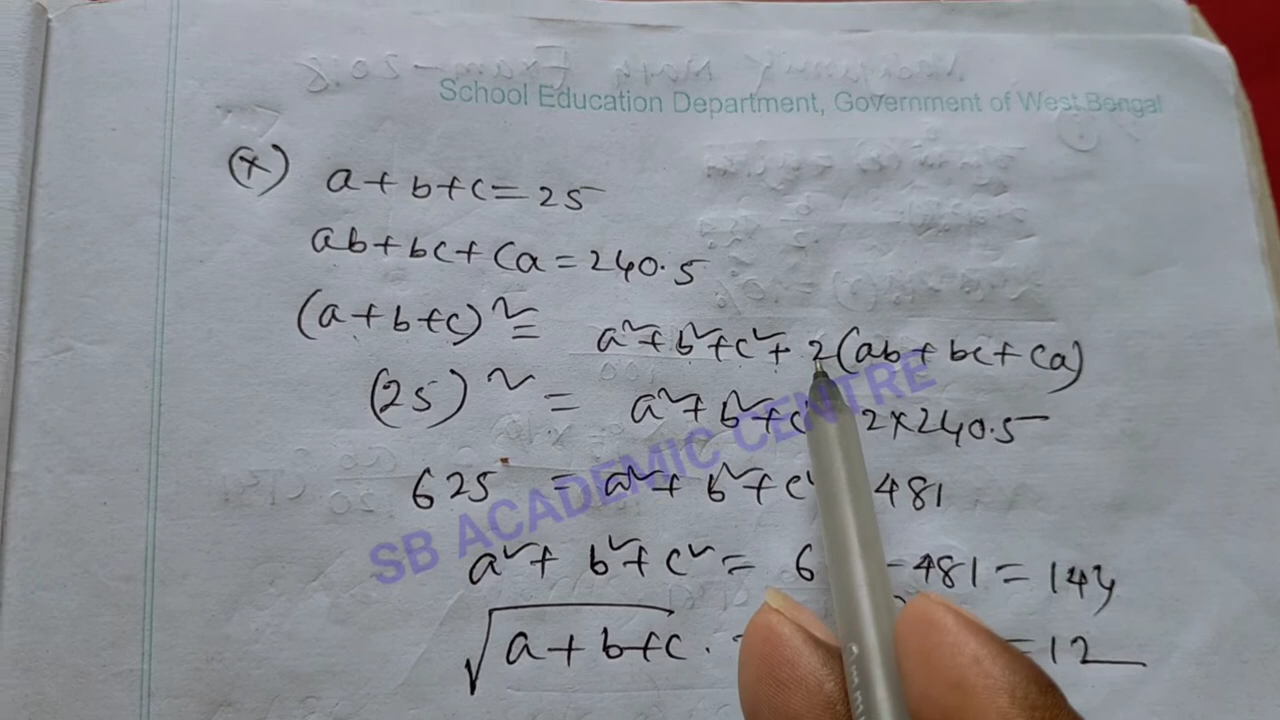 School Education Department, Government of West Bengal
(x) a+b+c=25
ab+bc+ca=240.5
(a+b+c)² = a²+b²+c²+2(ab+bc+ca)
(25)² = a²+b²+c² 2×240.5
625 = a²+b²+c² 481
a²+b²+c² = 6 -481=144
√a+b+c. = =12
SB ACADEMIC CENTRE